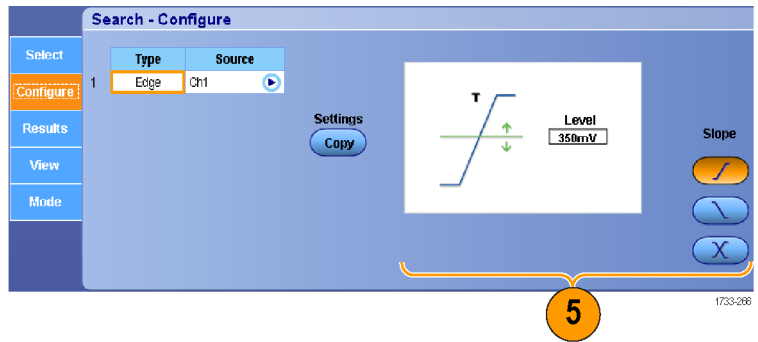 Search - Configure
Select
Configure
Results
View
Mode
Type Source
1 Edge Ch1
Settings
Copy
T
Level
350mV
Slope
5
1733-266